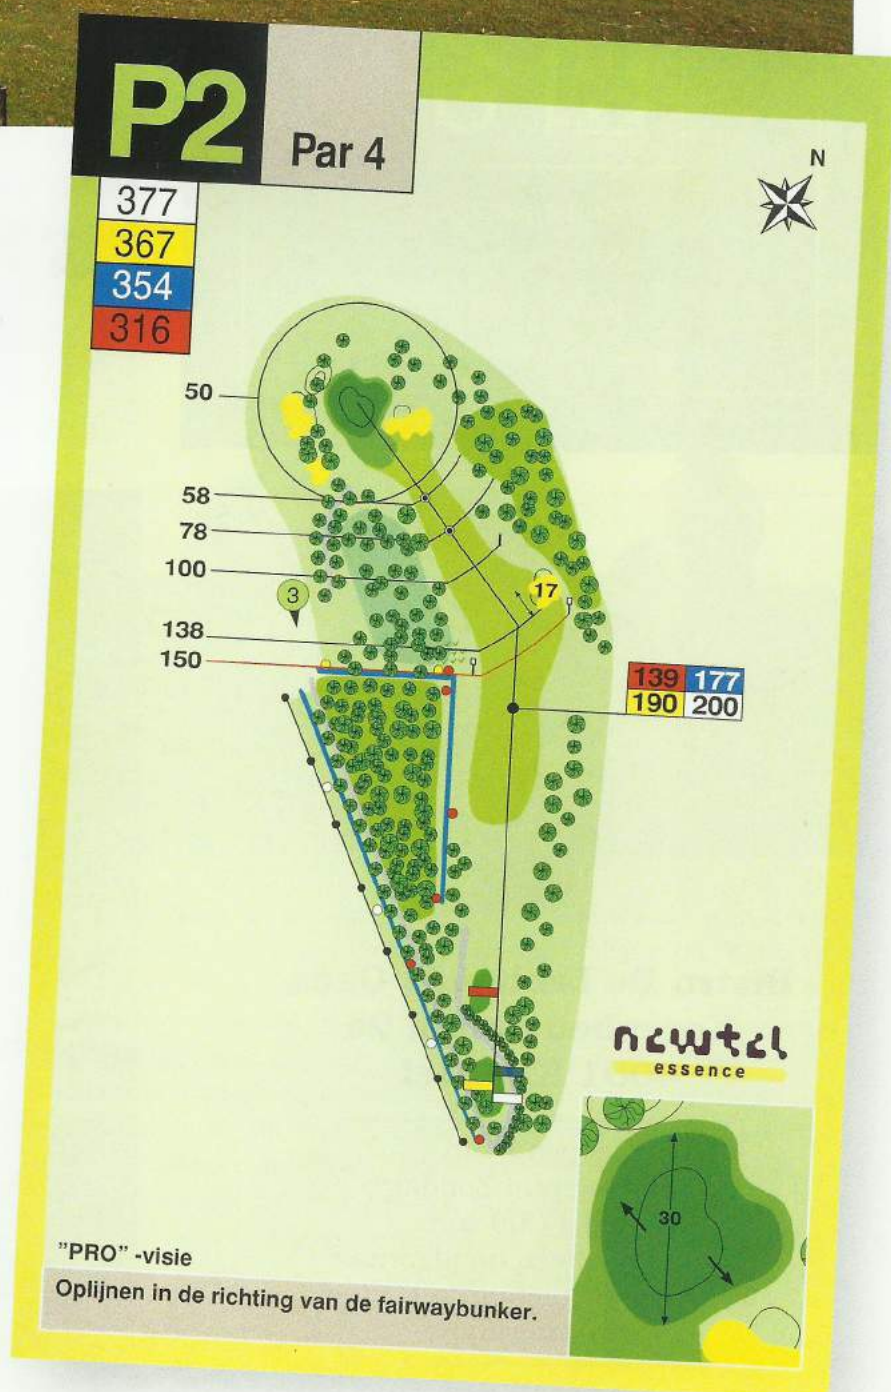 P2
Par 4
N
377
367
354
316
50
58
78
100
17
3
138
150
139 177
190 200
newtel
essence
30
"PRO" -visie
Oplijnen in de richting van de fairwaybunker.